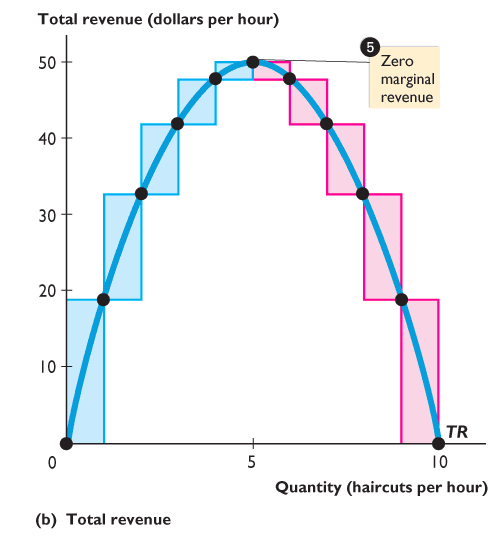 Total revenue (dollars per hour)
50
40
30
20
10
0
5
10
5
Zero
marginal
revenue
TR
Quantity (haircuts per hour)
(b) Total revenue